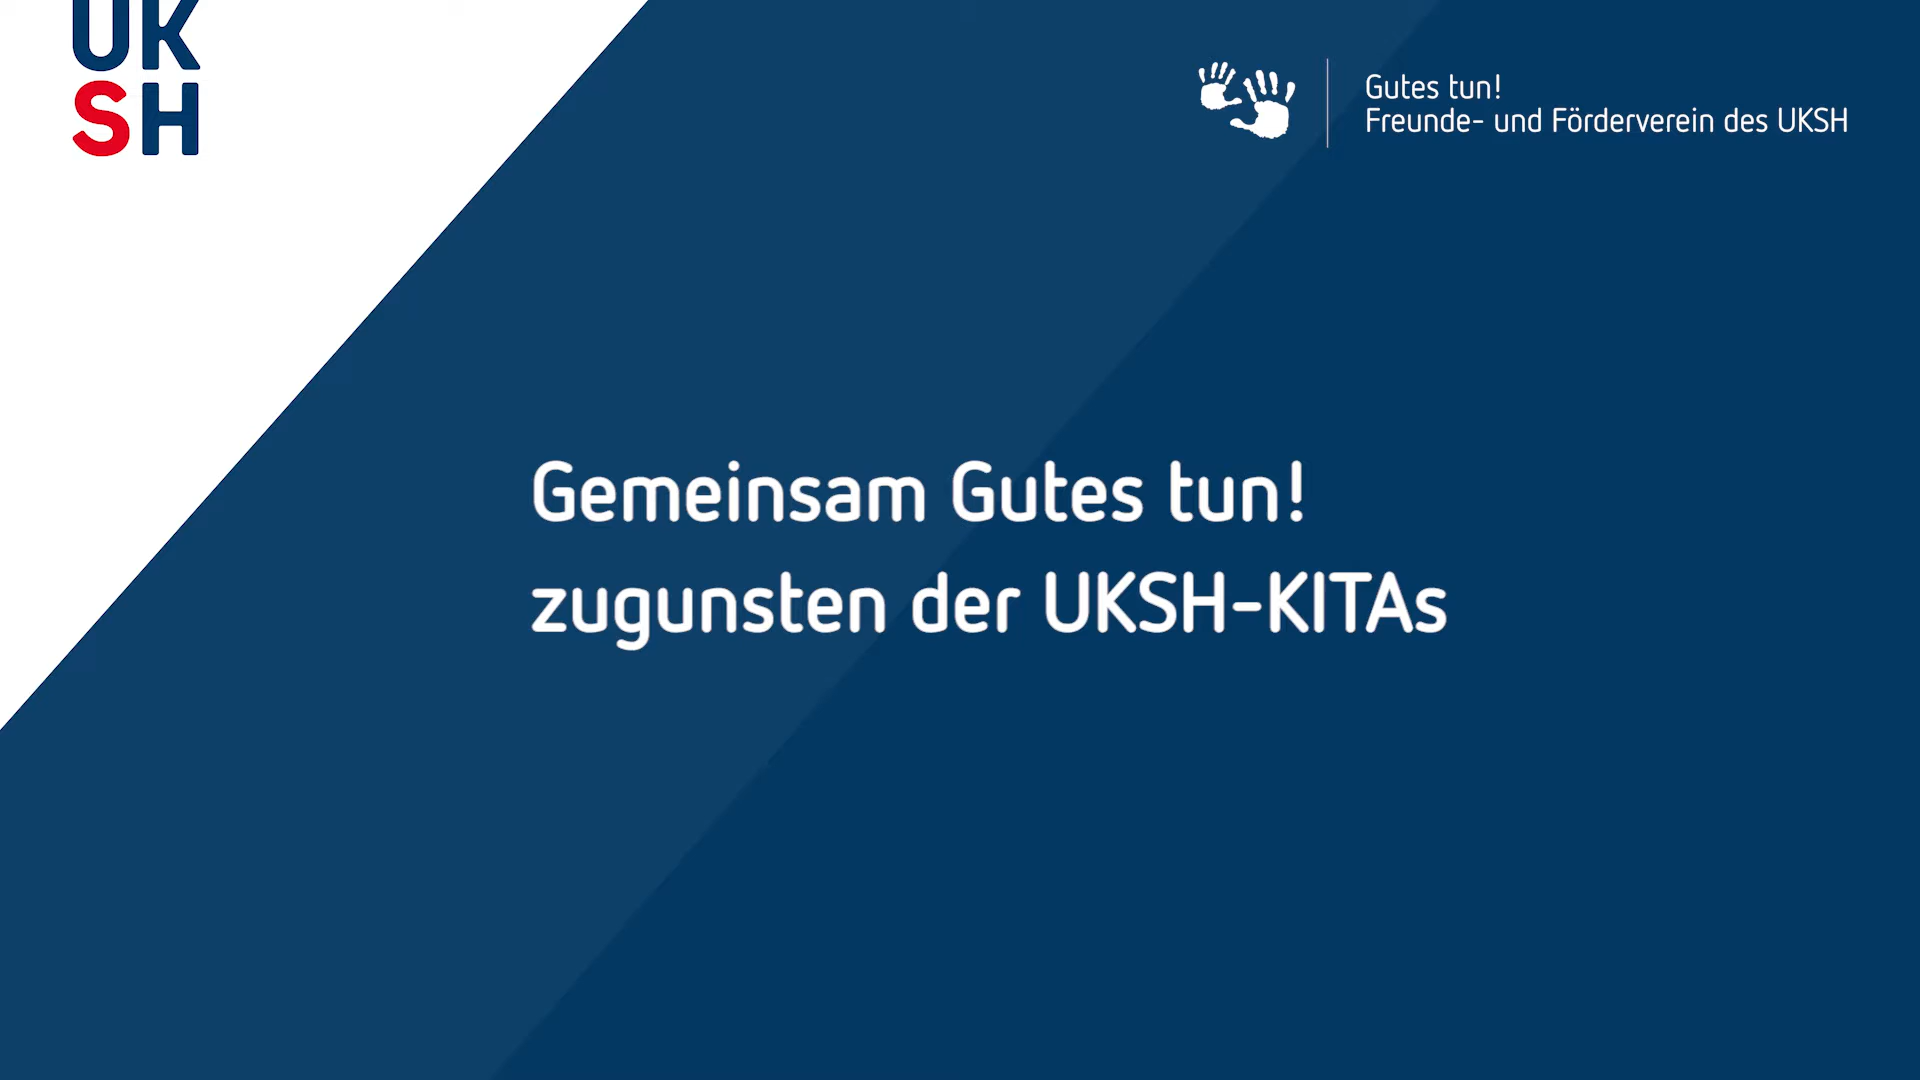 UK
SH
Gutes tun!
Freunde- und Förderverein des UKSH
Gemeinsam Gutes tun!
zugunsten der UKSH-KITAs